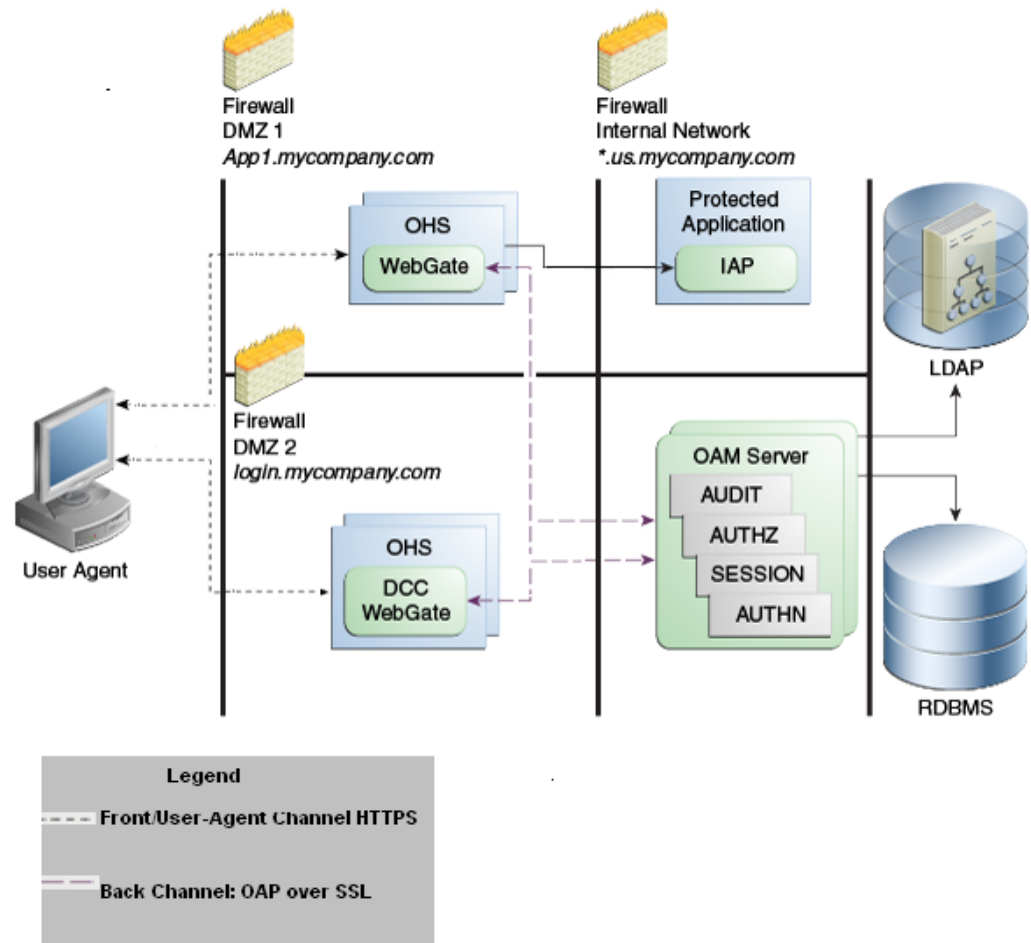 Firewall
DMZ 1
App1.mycompany.com
Firewall
Internal Network
*.us.mycompany.com
OHS
WebGate
Protected
Application
IAP
LDAP
Firewall
DMZ 2
login.mycompany.com
User Agent
OHS
DCC
WebGate
OAM Server
AUDIT
AUTHZ
SESSION
AUTHN
RDBMS
Legend
Front/User-Agent Channel HTTPS
Back Channel: OAP over SSL